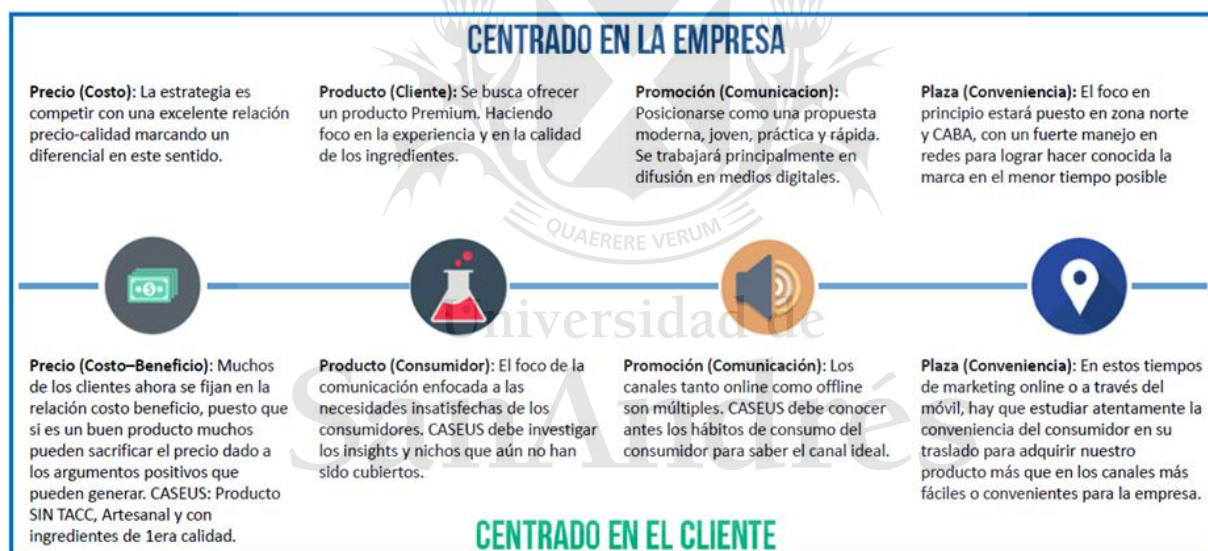 CENTRADO EN LA EMPRESA
Precio (Costo): La estrategia es
competir con una excelente relación
precio-calidad marcando un
diferencial en este sentido.
Producto (Cliente): Se busca ofrecer
un producto Premium. Haciendo
foco en la experiencia y en la calidad
de los ingredientes.
Promoción (Comunicacion):
Posicionarse como una propuesta
moderna, joven, práctica y rápida.
Se trabajará principalmente en
difusión en medios digitales.
Plaza (Conveniencia): El foco en
principio estará puesto en zona norte
y CABA, con un fuerte manejo en
redes para lograr hacer conocida la
marca en el menor tiempo posible
QUAERERE VERUM
Universidad de
SanAndrés
Precio (Costo–Beneficio): Muchos
de los clientes ahora se fijan en la
relación costo beneficio, puesto que
si es un buen producto muchos
pueden sacrificar el precio dado a
los argumentos positivos que
pueden generar. CASEUS: Producto
SIN TACC, Artesanal y con
ingredientes de 1era calidad.
Producto (Consumidor): El foco de la
comunicación enfocada a las
necesidades insatisfechas de los
consumidores. CASEUS debe investigar
los insights y nichos que aún no han
sido cubiertos.
Promoción (Comunicación): Los
canales tanto online como offline
son múltiples. CASEUS debe conocer
antes los hábitos de consumo del
consumidor para saber el canal ideal.
Plaza (Conveniencia): En estos tiempos
de marketing online o a través del
móvil, hay que estudiar atentamente la
conveniencia del consumidor en su
traslado para adquirir nuestro
producto más que en los canales más
fáciles o convenientes para la empresa.
CENTRADO EN EL CLIENTE